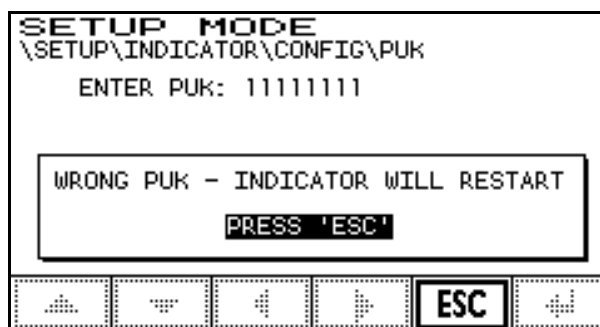 SETUP MODE
\SETUP\INDICATOR\CONFIG\PUK
ENTER PUK: 11111111
WRONG PUK - INDICATOR WILL RESTART
PRESS 'ESC'
ESC